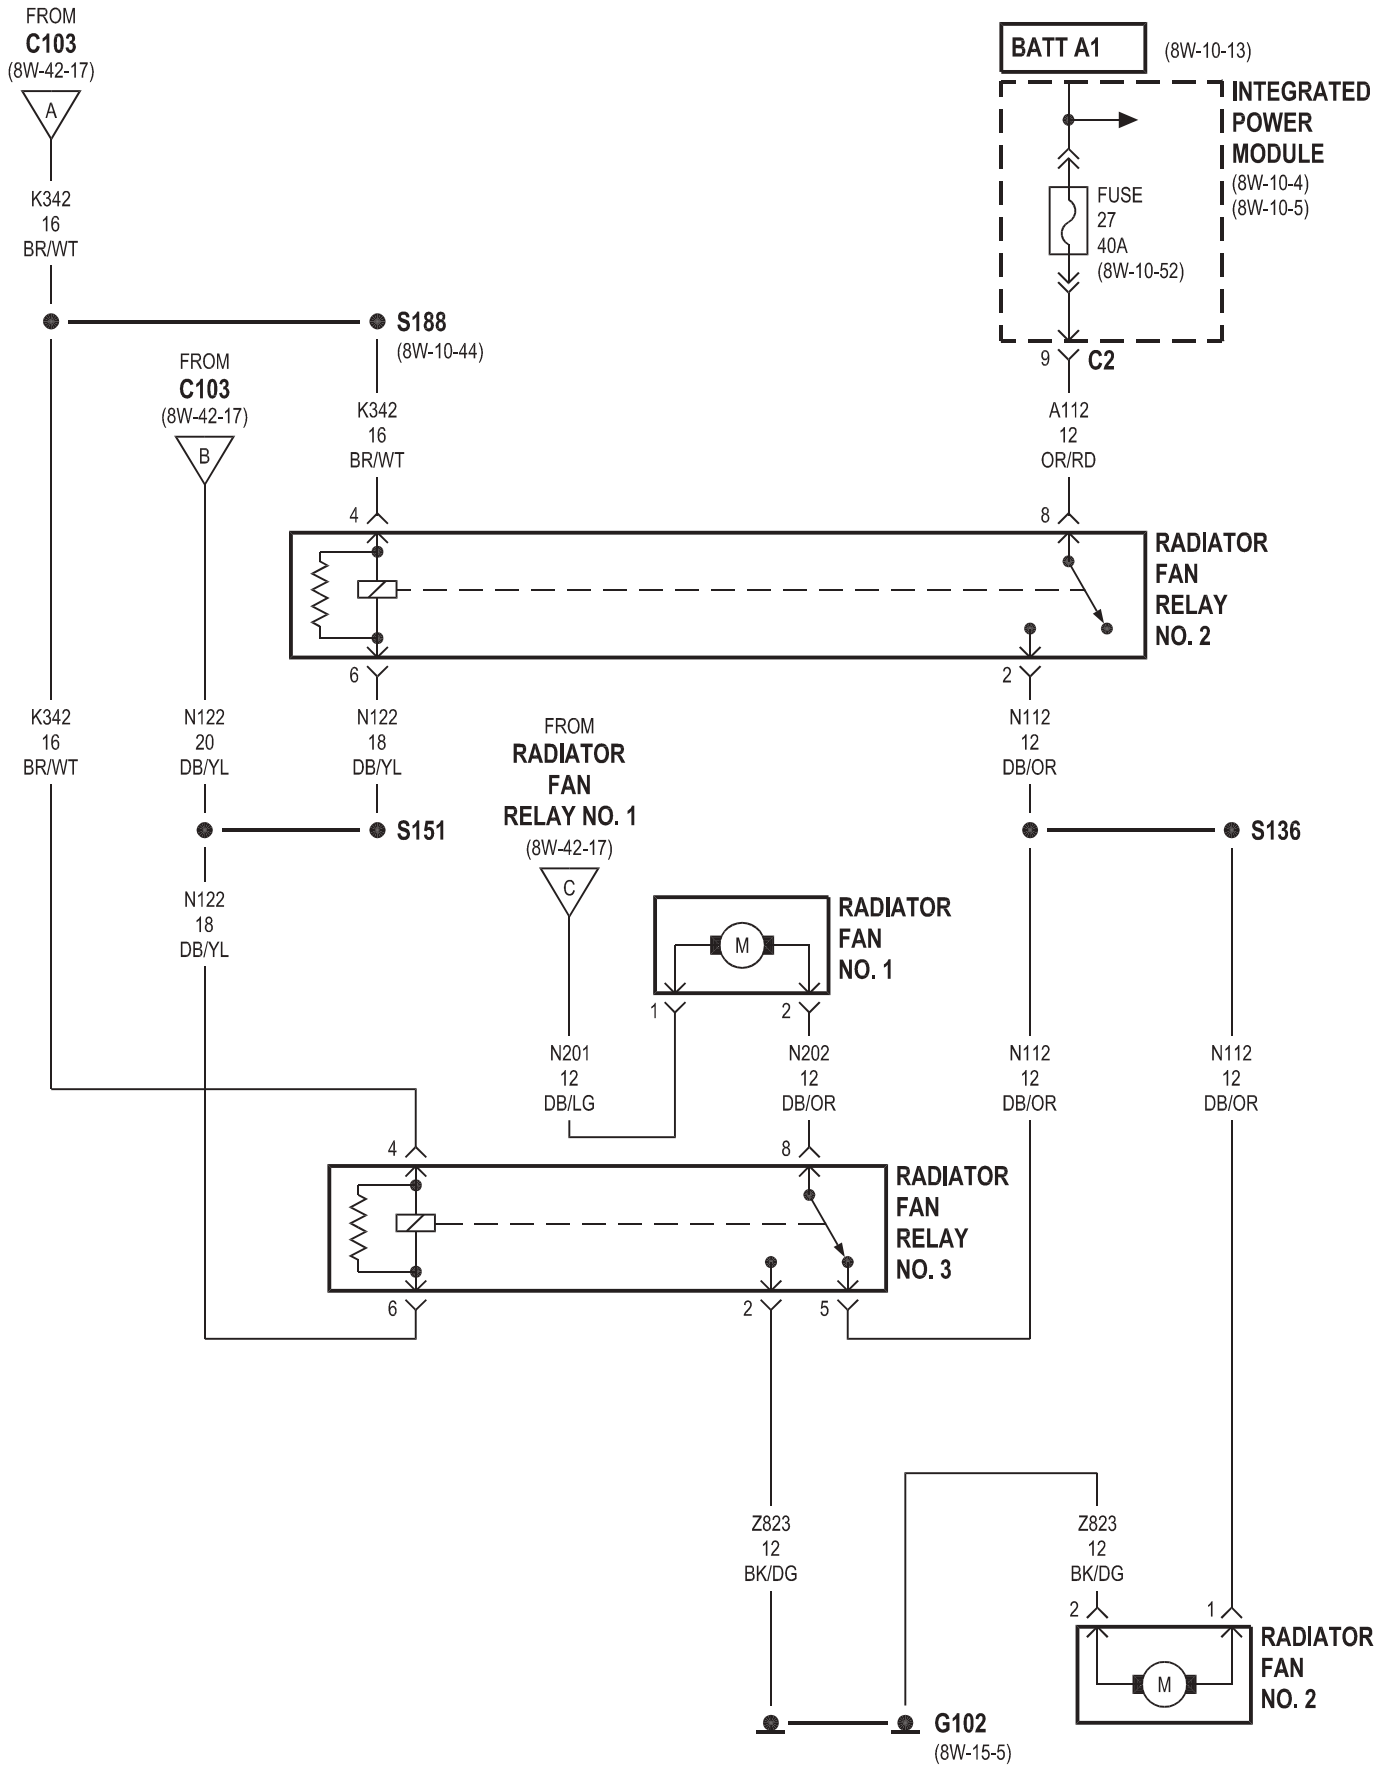 FROM
C103
(8W-42-17)
A
K342
16
BR/WT
BATT A1
(8W-10-13)
INTEGRATED
POWER
MODULE
(8W-10-4)
(8W-10-5)
FUSE
27
40A
(8W-10-52)
S188
(8W-10-44)
9
C2
FROM
C103
(8W-42-17)
B
K342
16
BR/WT
A112
12
OR/RD
4
8
RADIATOR
FAN
RELAY
NO. 2
6
2
K342
16
BR/WT
N122
20
DB/YL
N122
18
DB/YL
FROM
RADIATOR
FAN
RELAY NO. 1
(8W-42-17)
C
N112
12
DB/OR
S151
S136
N122
18
DB/YL
M
RADIATOR
FAN
NO. 1
1
2
N201
12
DB/LG
N202
12
DB/OR
N112
12
DB/OR
N112
12
DB/OR
4
8
RADIATOR
FAN
RELAY
NO. 3
6
2
5
Z823
12
BK/DG
Z823
12
BK/DG
2
1
M
RADIATOR
FAN
NO. 2
G102
(8W-15-5)